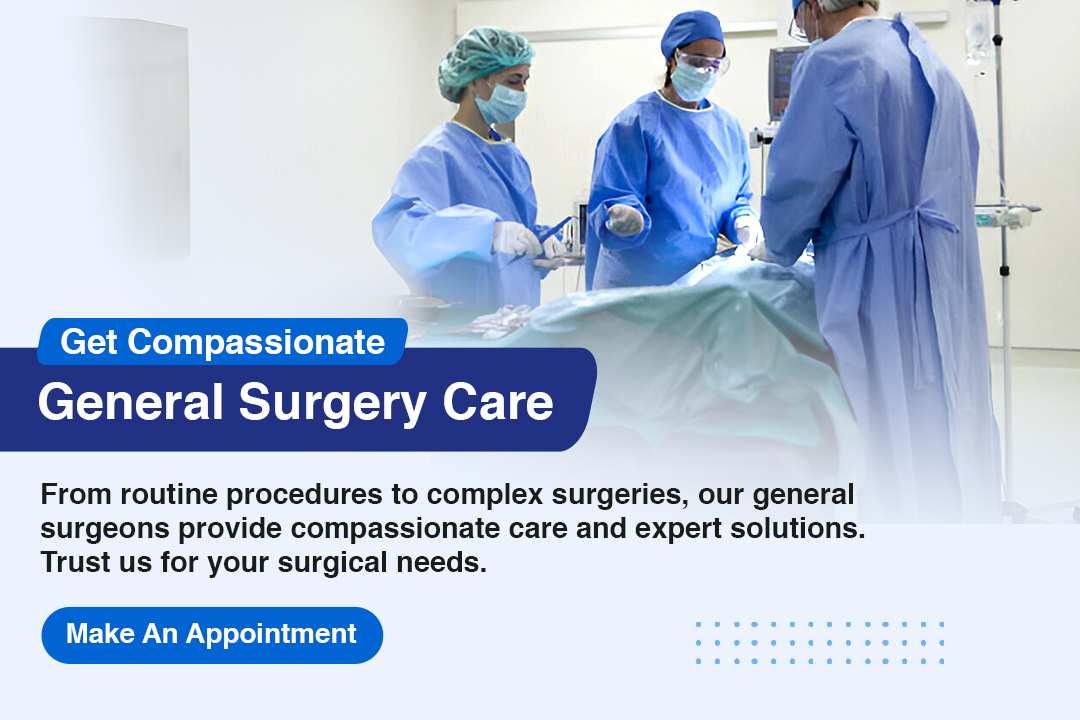 Get Compassionate
General Surgery Care
From routine procedures to complex surgeries, our general
surgeons provide compassionate care and expert solutions.
Trust us for your surgical needs.
Make An Appointment